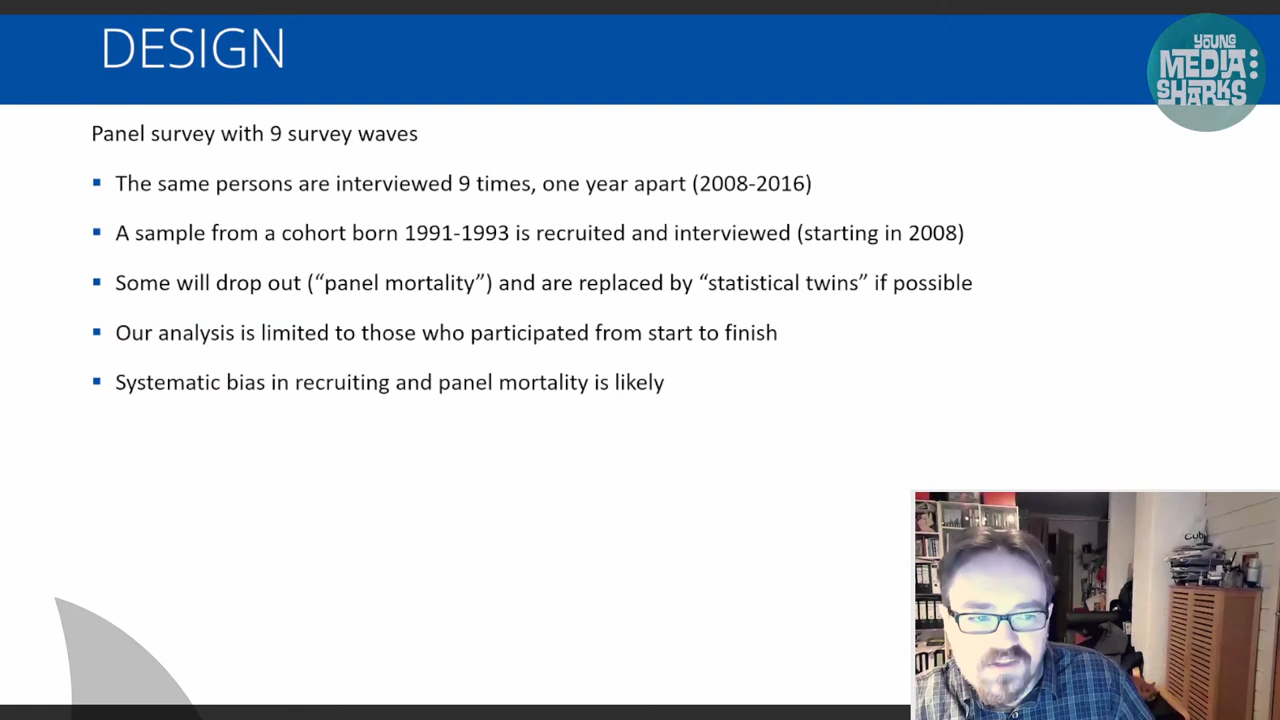 DESIGN
YOUNG
MEDIA
SHARKS
Panel survey with 9 survey waves
The same persons are interviewed 9 times, one year apart (2008-2016)
A sample from a cohort born 1991-1993 is recruited and interviewed (starting in 2008)
Some will drop out (“panel mortality”) and are replaced by “statistical twins” if possible
Our analysis is limited to those who participated from start to finish
Systematic bias in recruiting and panel mortality is likely